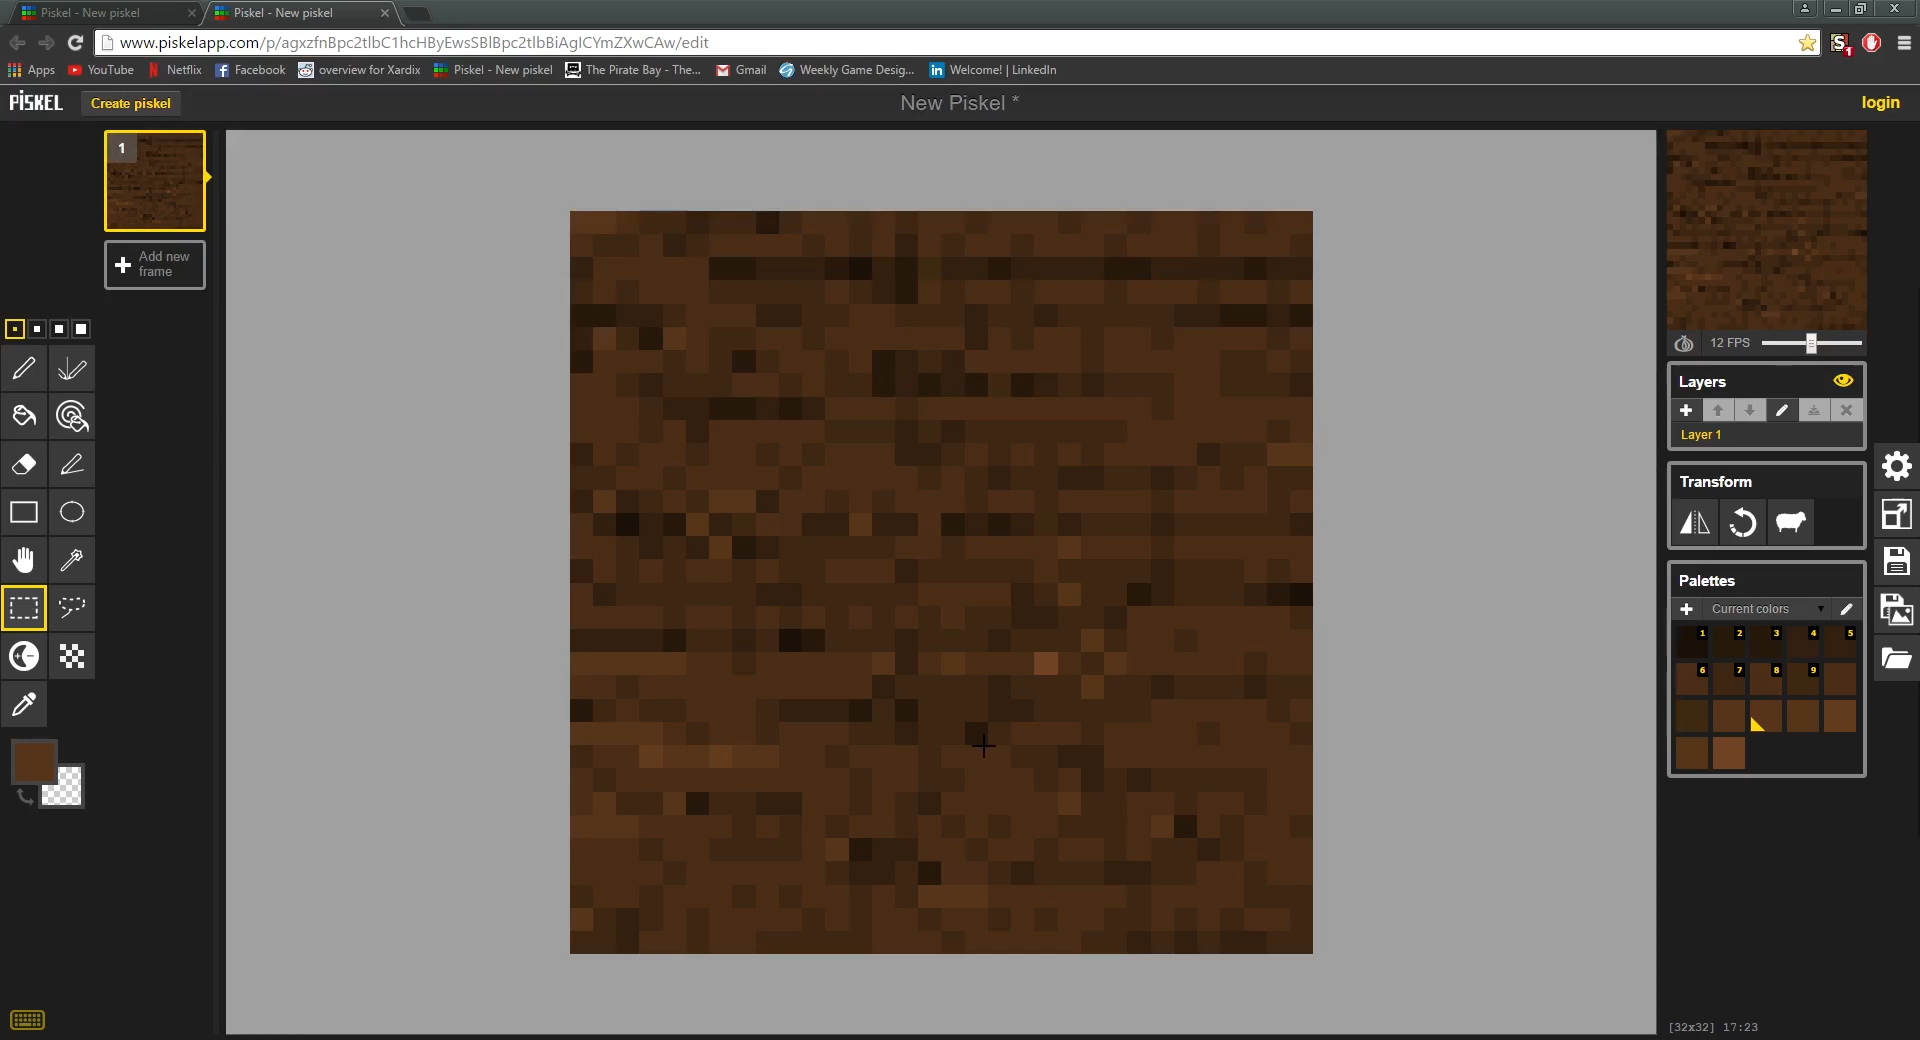 Piskel - New piskel
Piskel - New piskel
www.piskelapp.com/p/agxzfnBpc2tlbC1hcHByEwsSBlBpc2tlbBiAgICYmZXwCAw/edit
S 1
Apps YouTube Netflix Facebook overview for Xardix Piskel - New piskel The Pirate Bay - The... Gmail Weekly Game Desig... in Welcome! | LinkedIn
PISKEL Create piskel New Piskel * login
1
Add new
frame
12 FPS
Layers
Layer 1
Transform
Palettes
Current colors
1 2 3 4 5
6 7 8 9
[32x32] 17:23